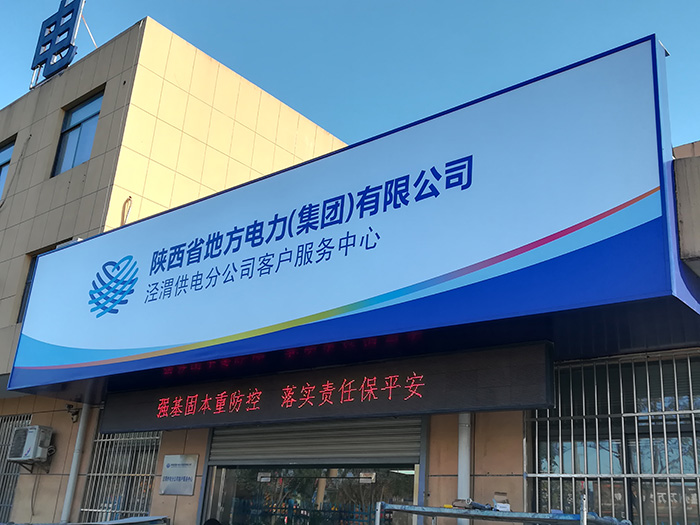 电
陕西省地方电力(集团)有限公司
泾渭供电分公司客户服务中心
强基固本重防控 落实责任保平安